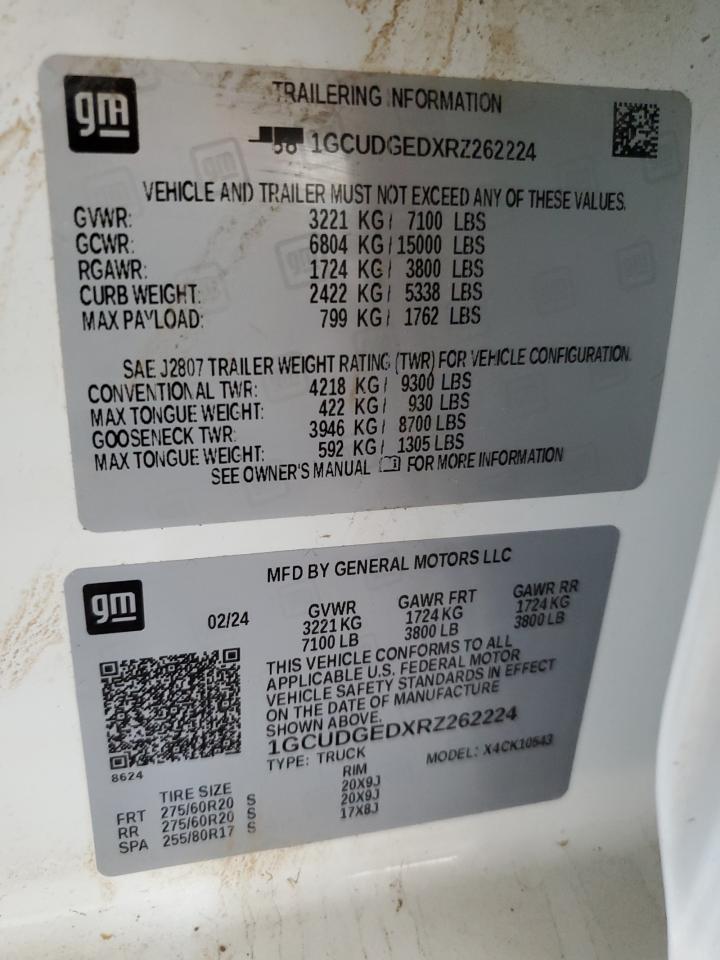 gm
TRAILERING INFORMATION
1GCUDGEDXRZ262224
VEHICLE AND TRAILER MUST NOT EXCEED ANY OF THESE VALUES.
GVWR: 3221 KG/ 7100 LBS
GCWR: 6804 KG/ 15000 LBS
RGAWR: 1724 KG/ 3800 LBS
CURB WEIGHT: 2422 KG/ 5338 LBS
MAX PAYLOAD: 799 KG/ 1762 LBS
SAE J2807 TRAILER WEIGHT RATING (TWR) FOR VEHICLE CONFIGURATION.
CONVENTIONAL TWR: 4218 KG/ 9300 LBS
MAX TONGUE WEIGHT: 422 KG/ 930 LBS
GOOSENECK TWR: 3946 KG/ 8700 LBS
MAX TONGUE WEIGHT: 592 KG/ 1305 LBS
SEE OWNER'S MANUAL FOR MORE INFORMATION
gm
MFD BY GENERAL MOTORS LLC
02/24 GVWR GAWR FRT GAWR RR
3221 KG 1724 KG 1724 KG
7100 LB 3800 LB 3800 LB
THIS VEHICLE CONFORMS TO ALL
APPLICABLE U.S. FEDERAL MOTOR
VEHICLE SAFETY STANDARDS IN EFFECT
ON THE DATE OF MANUFACTURE
SHOWN ABOVE.
1GCUDGEDXRZ262224
TYPE: TRUCK MODEL: X4CK10543
8624
TIRE SIZE RIM
FRT 275/60R20 S 20X9J
RR 275/60R20 S 20X9J
SPA 255/80R17 S 17X8J